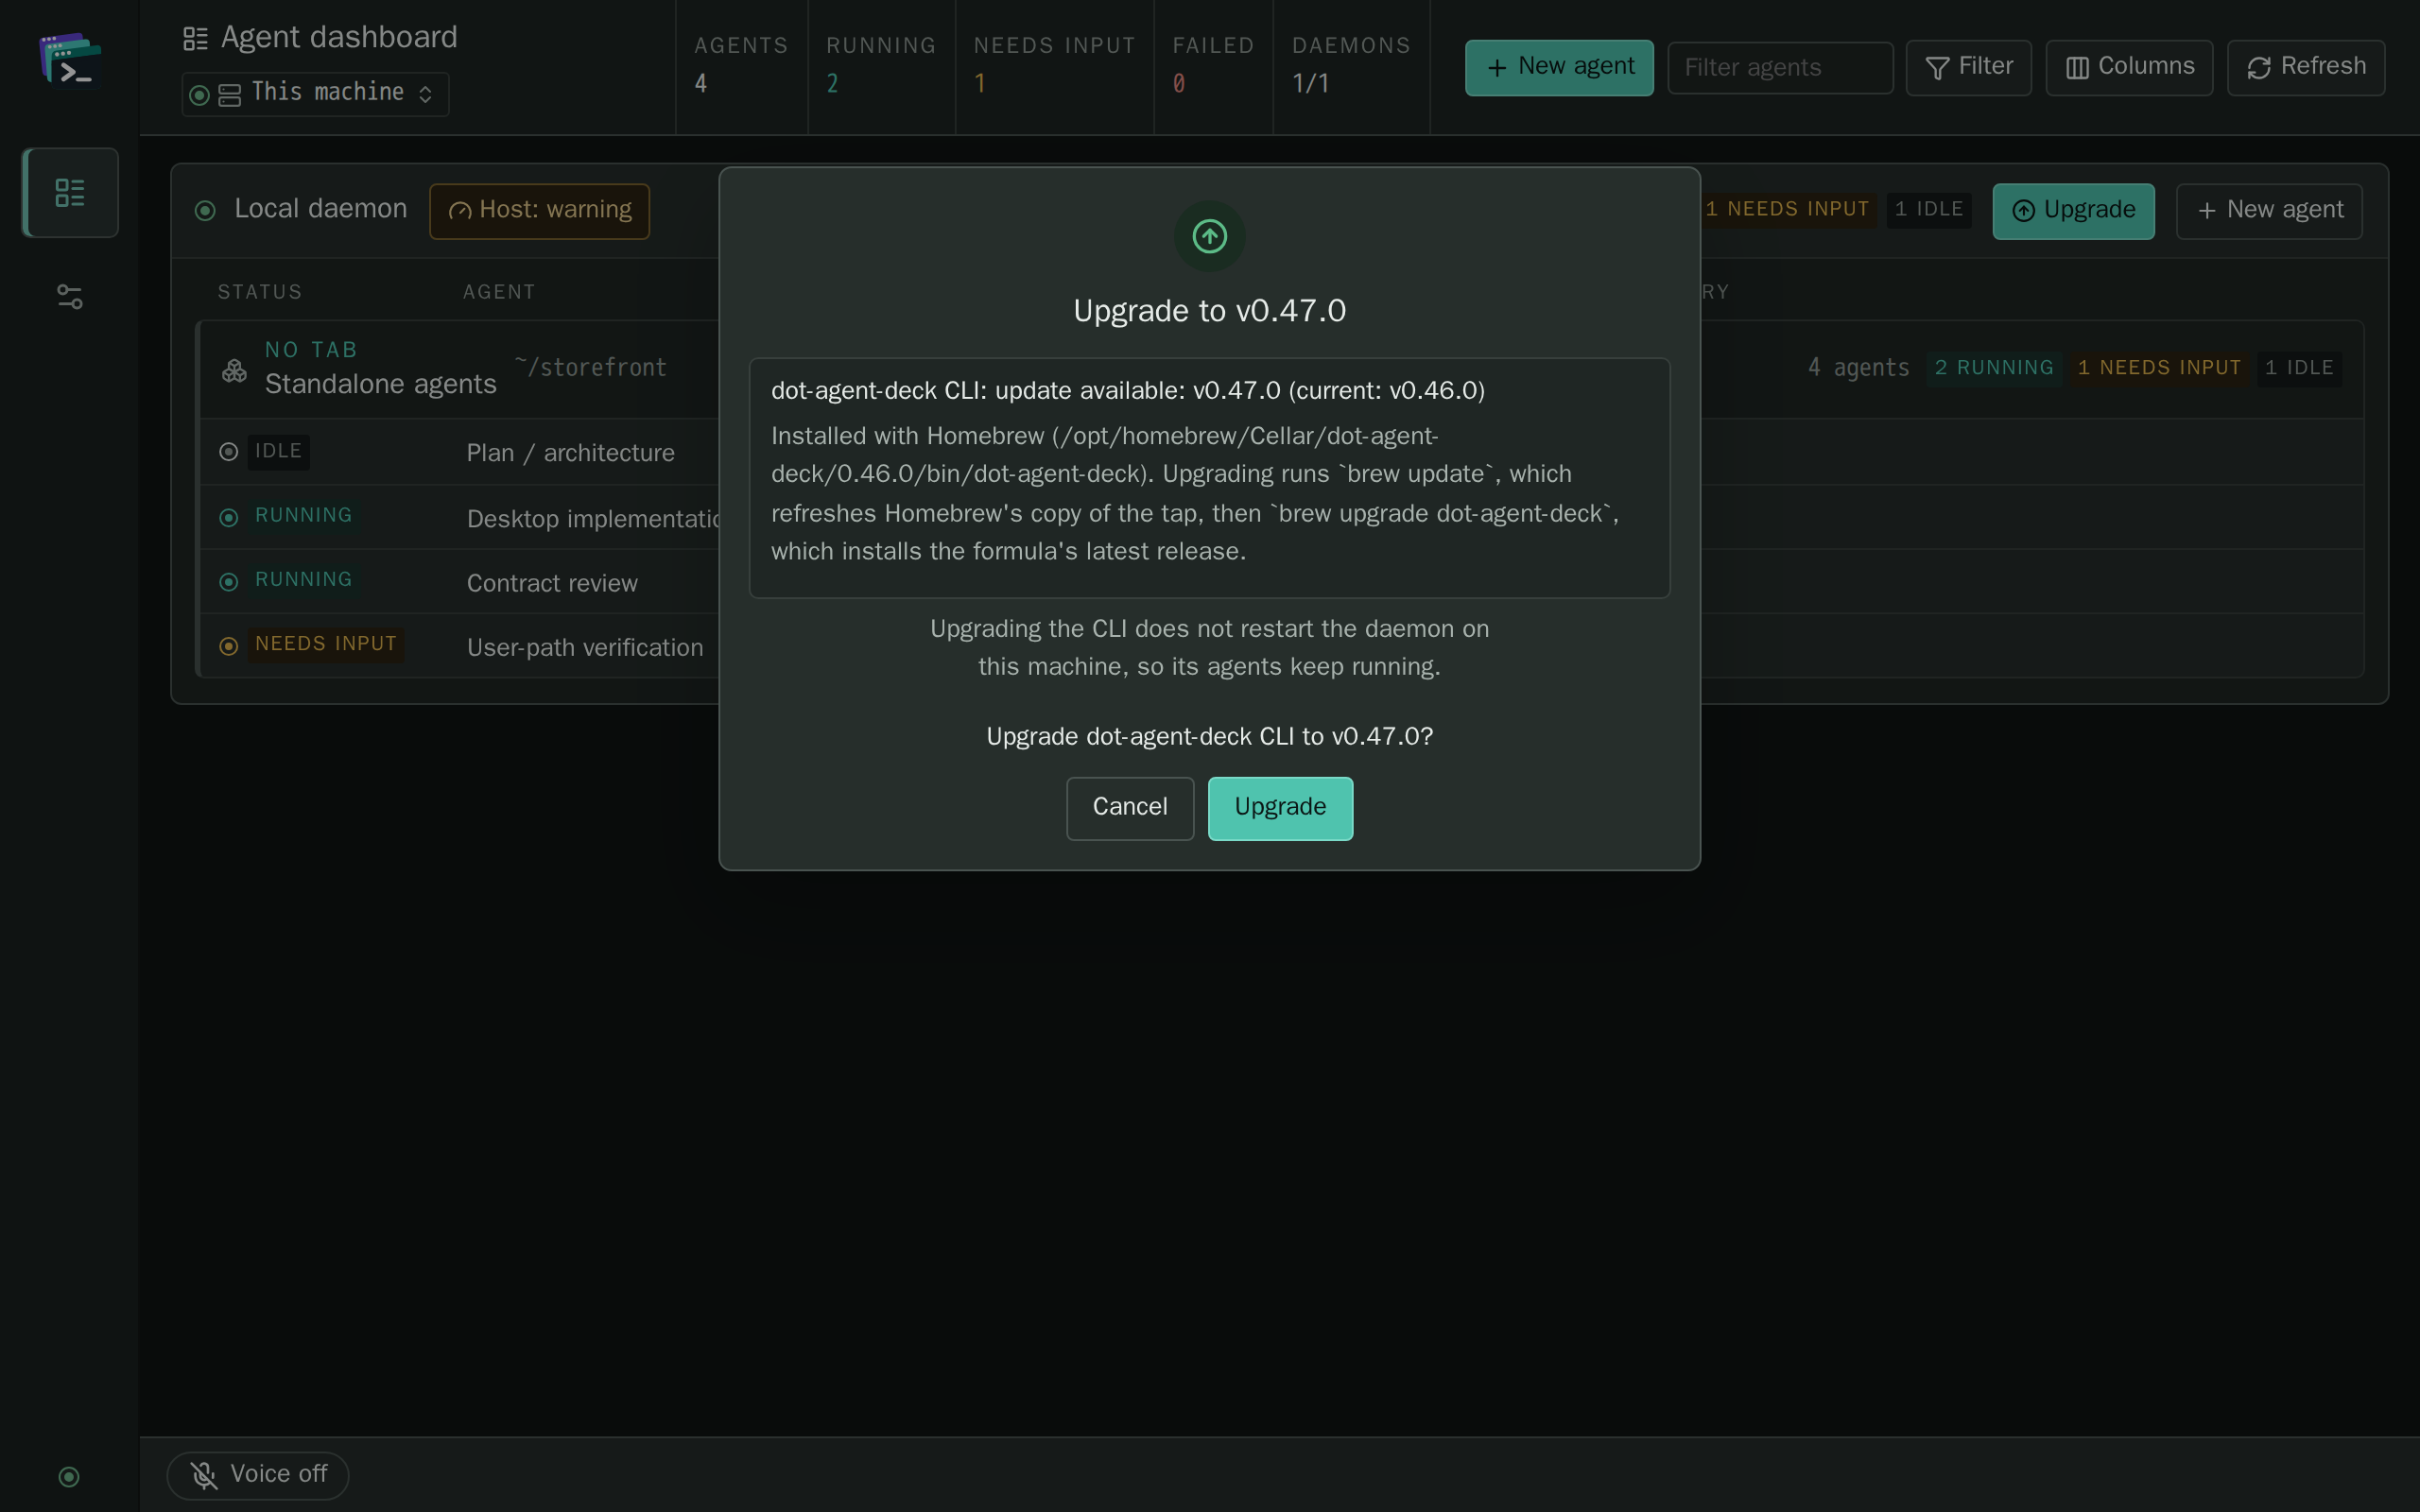 Agent dashboard
This machine
AGENTS
4
RUNNING
2
NEEDS INPUT
1
FAILED
0
DAEMONS
1/1
+ New agent
Filter agents
Filter
Columns
Refresh
Local daemon
Host: warning
1 NEEDS INPUT
1 IDLE
Upgrade
+ New agent
STATUS
AGENT
RY
NO TAB
Standalone agents
~/storefront
4 agents
2 RUNNING
1 NEEDS INPUT
1 IDLE
IDLE
Plan / architecture
RUNNING
Desktop implementatio
RUNNING
Contract review
NEEDS INPUT
User-path verification
Upgrade to v0.47.0
dot-agent-deck CLI: update available: v0.47.0 (current: v0.46.0)
Installed with Homebrew (/opt/homebrew/Cellar/dot-agent-
deck/0.46.0/bin/dot-agent-deck). Upgrading runs `brew update`, which
refreshes Homebrew's copy of the tap, then `brew upgrade dot-agent-deck`,
which installs the formula's latest release.
Upgrading the CLI does not restart the daemon on
this machine, so its agents keep running.
Upgrade dot-agent-deck CLI to v0.47.0?
Cancel
Upgrade
Voice off